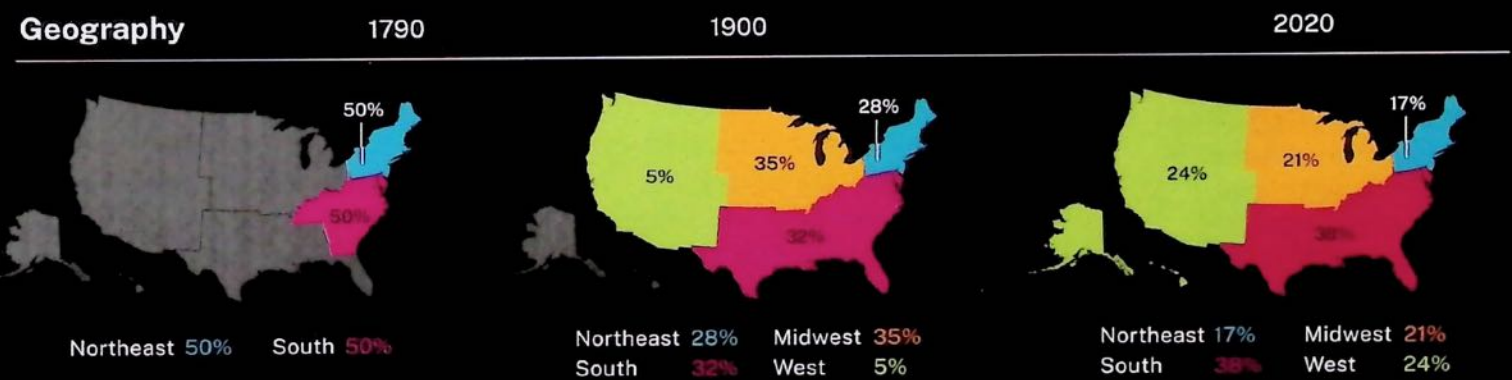 Geography 1790 1900 2020
50%
50%
28%
5%
35%
32%
17%
24%
21%
38%
Northeast 50% South 50%
Northeast 28% Midwest 35%
South 32% West 5%
Northeast 17% Midwest 21%
South 38% West 24%